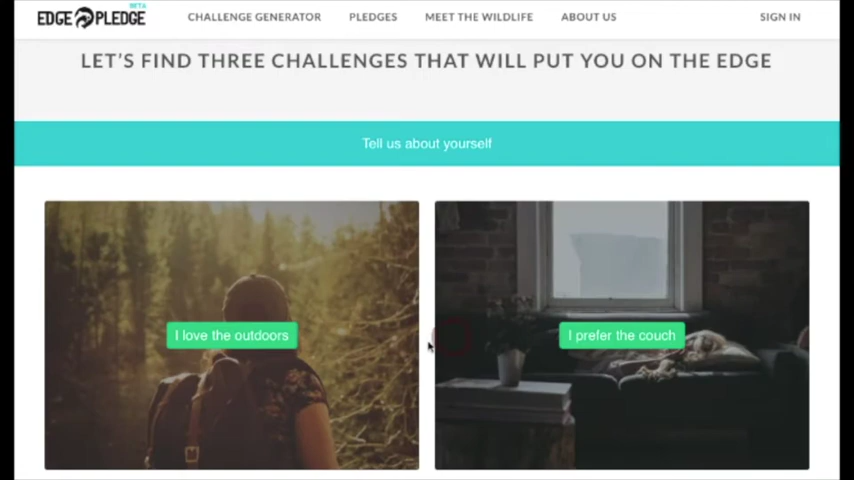 BETA
EDGE PLEDGE
CHALLENGE GENERATOR
PLEDGES
MEET THE WILDLIFE
ABOUT US
SIGN IN
LET'S FIND THREE CHALLENGES THAT WILL PUT YOU ON THE EDGE
Tell us about yourself
I love the outdoors
I prefer the couch